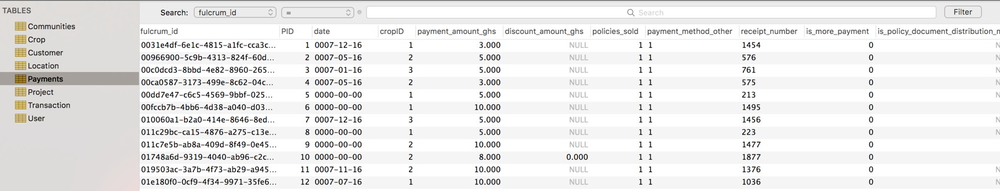 TABLES
Communities
Crop
Customer
Location
Payments
Project
Transaction
User
Search: fulcrum_id = Search Filter
fulcrum_id PID date cropID payment_amount_ghs discount_amount_ghs policies_sold payment_method_other receipt_number is_more_payment is_policy_document_distribution_n
0031e4df-6e1c-4815-a1fc-cca3c... 1 0007-12-16 1 3.000 NULL 1 1 1454 0 N
00966900-5c9b-4313-824f-60d... 2 0007-05-16 2 5.000 NULL 1 1 576 0 N
00c0dcd3-8bbd-4e82-8960-265... 3 0007-01-16 3 5.000 NULL 1 1 761 0 N
00ca0587-3173-499e-8c62-04c... 4 0007-05-16 2 3.000 NULL 1 1 575 0 N
00dd7e47-c6c5-4569-9bbf-025... 5 0000-00-00 1 5.000 NULL 1 1 213 0 N
00fccb7b-4bb6-4d38-a040-d03... 6 0000-00-00 1 10.000 NULL 1 1 1495 0
010060a1-b2a0-414e-8646-8ed... 7 0007-12-16 3 5.000 NULL 1 1 1456 0 N
011c29bc-ca15-4876-a275-c13e... 8 0000-00-00 1 5.000 NULL 1 1 223 0 N
011c7e5b-ab8a-409d-8f49-0e45... 9 0000-00-00 2 10.000 NULL 1 1 1477 0
01748a6d-9319-4040-ab96-c2c... 10 0000-00-00 2 8.000 0.000 1 1 1877 0
019503ac-3a7b-4f73-ab29-a945... 11 0007-11-16 2 10.000 NULL 1 1 1376 0 N
01e180f0-0cf9-4f34-9971-35fe6... 12 0007-07-16 1 10.000 NULL 1 1 1036 0 N